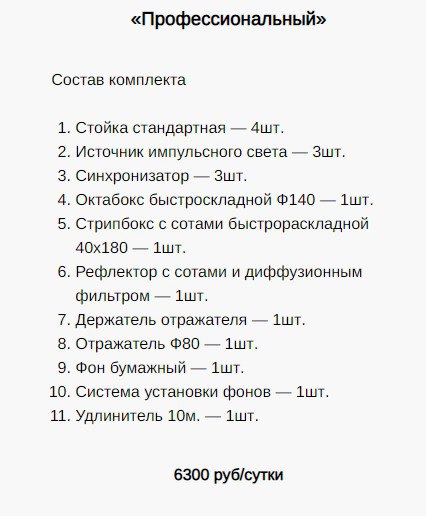 «Профессиональный»
Состав комплекта
1. Стойка стандартная — 4шт.
2. Источник импульсного света — 3шт.
3. Синхронизатор — 3шт.
4. Октабокс быстроскладной Ф140 — 1шт.
5. Стрипбокс с сотами быстрораскладной
40х180 — 1шт.
6. Рефлектор с сотами и диффузионным
фильтром — 1шт.
7. Держатель отражателя — 1шт.
8. Отражатель Ф80 — 1шт.
9. Фон бумажный — 1шт.
10. Система установки фонов — 1шт.
11. Удлинитель 10м. — 1шт.
6300 руб/сутки